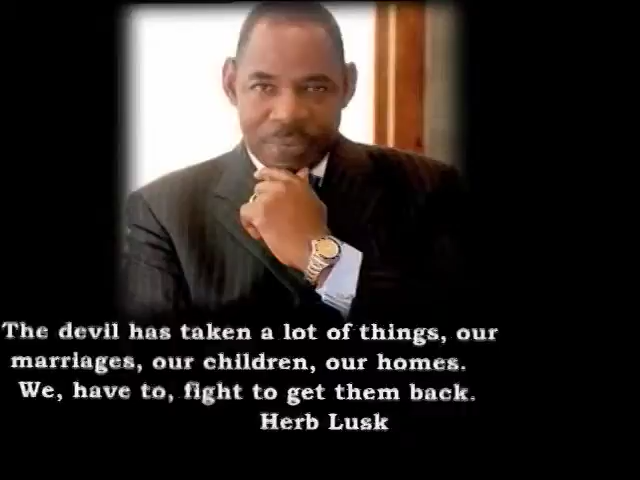 The devil has taken a lot of things, our
marriages, our children, our homes.
We, have to, fight to get them back.
Herb Lusk